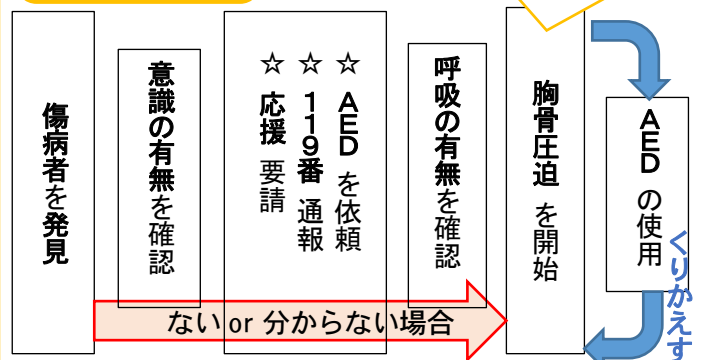 傷病者を発見
意識の有無を確認
☆ AED を依頼
☆ 119番 通報
☆ 応援 要請
呼吸の有無を確認
胸骨圧迫 を開始
AED の使用
くりかえす
ない or 分からない場合